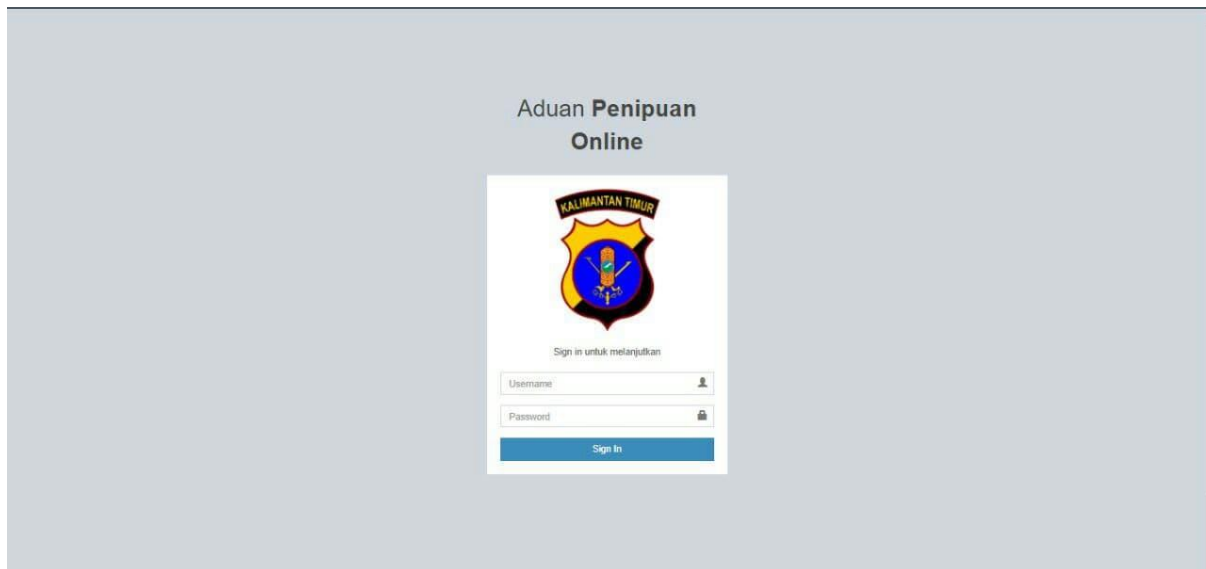 Aduan Penipuan
Online
KALIMANTAN TIMUR
Sign in untuk melanjutkan
Username
Password
Sign In